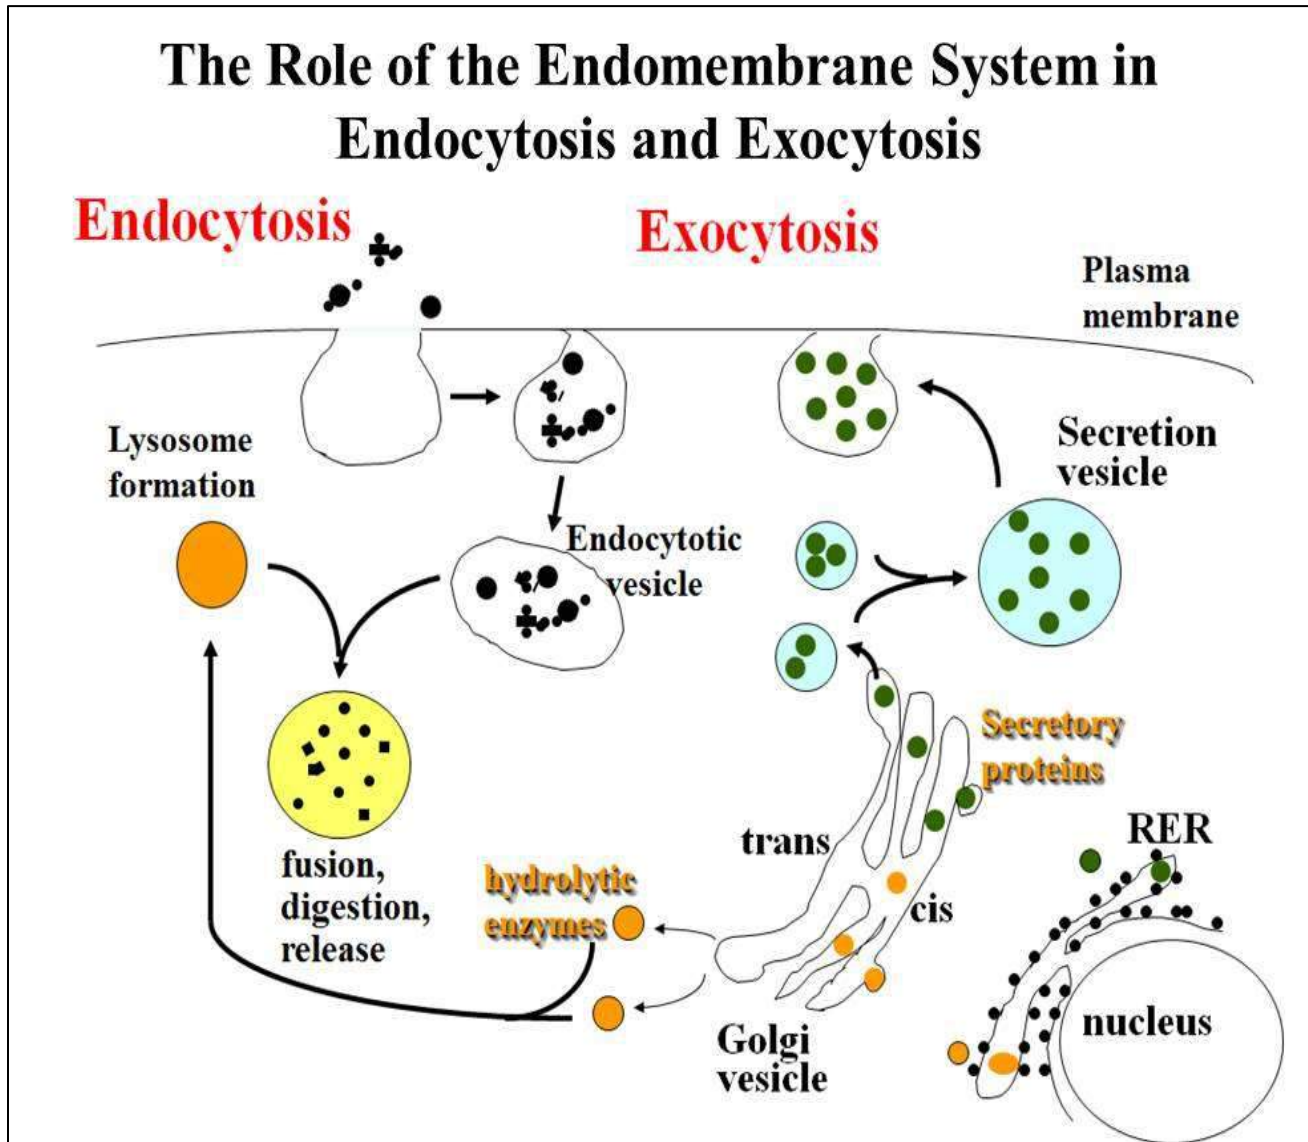 The Role of the Endomembrane System in
Endocytosis and Exocytosis
Endocytosis
Exocytosis
Plasma
membrane
Lysosome
formation
Secretion
vesicle
Endocytotic
vesicle
Secretory
proteins
trans
RER
fusion,
digestion,
release
hydrolytic
enzymes
cis
nucleus
Golgi
vesicle